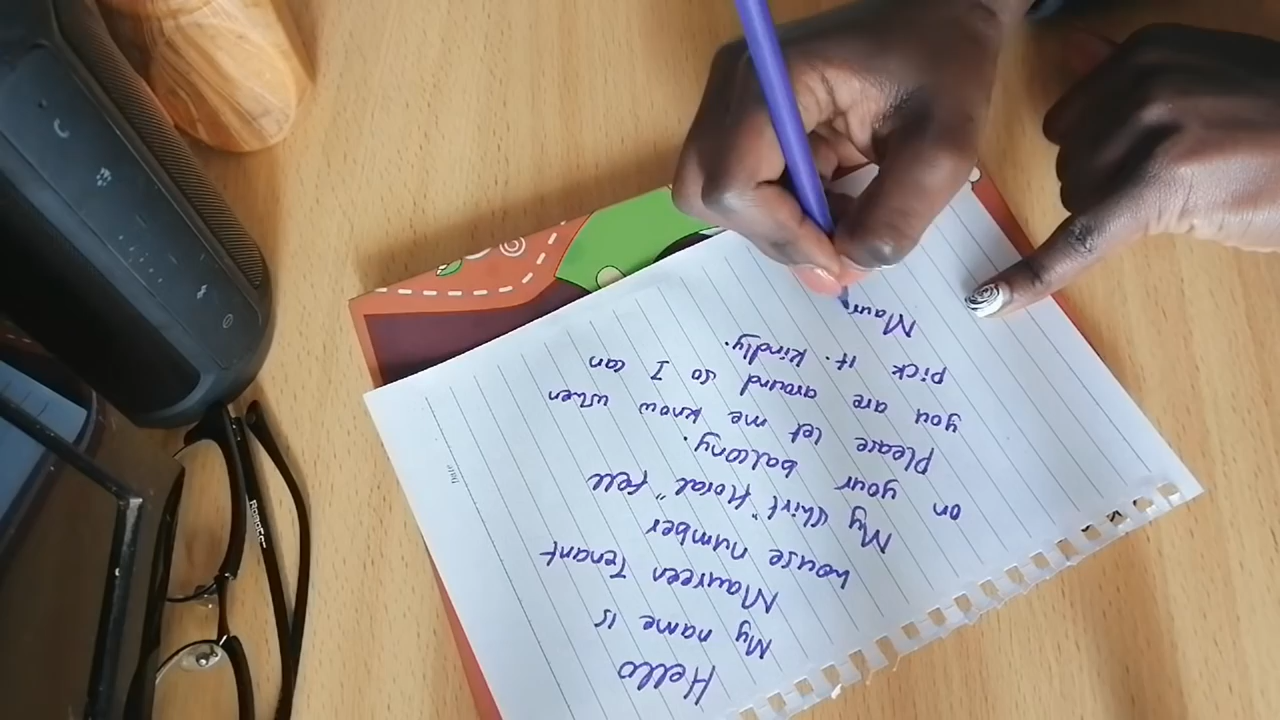 Hello
My name is
Maureen Tenant
house number
My shirt "floral" fell
on your balcony.
Please let me know when
you are around so I can
pick it. kindly.
Maur
Date